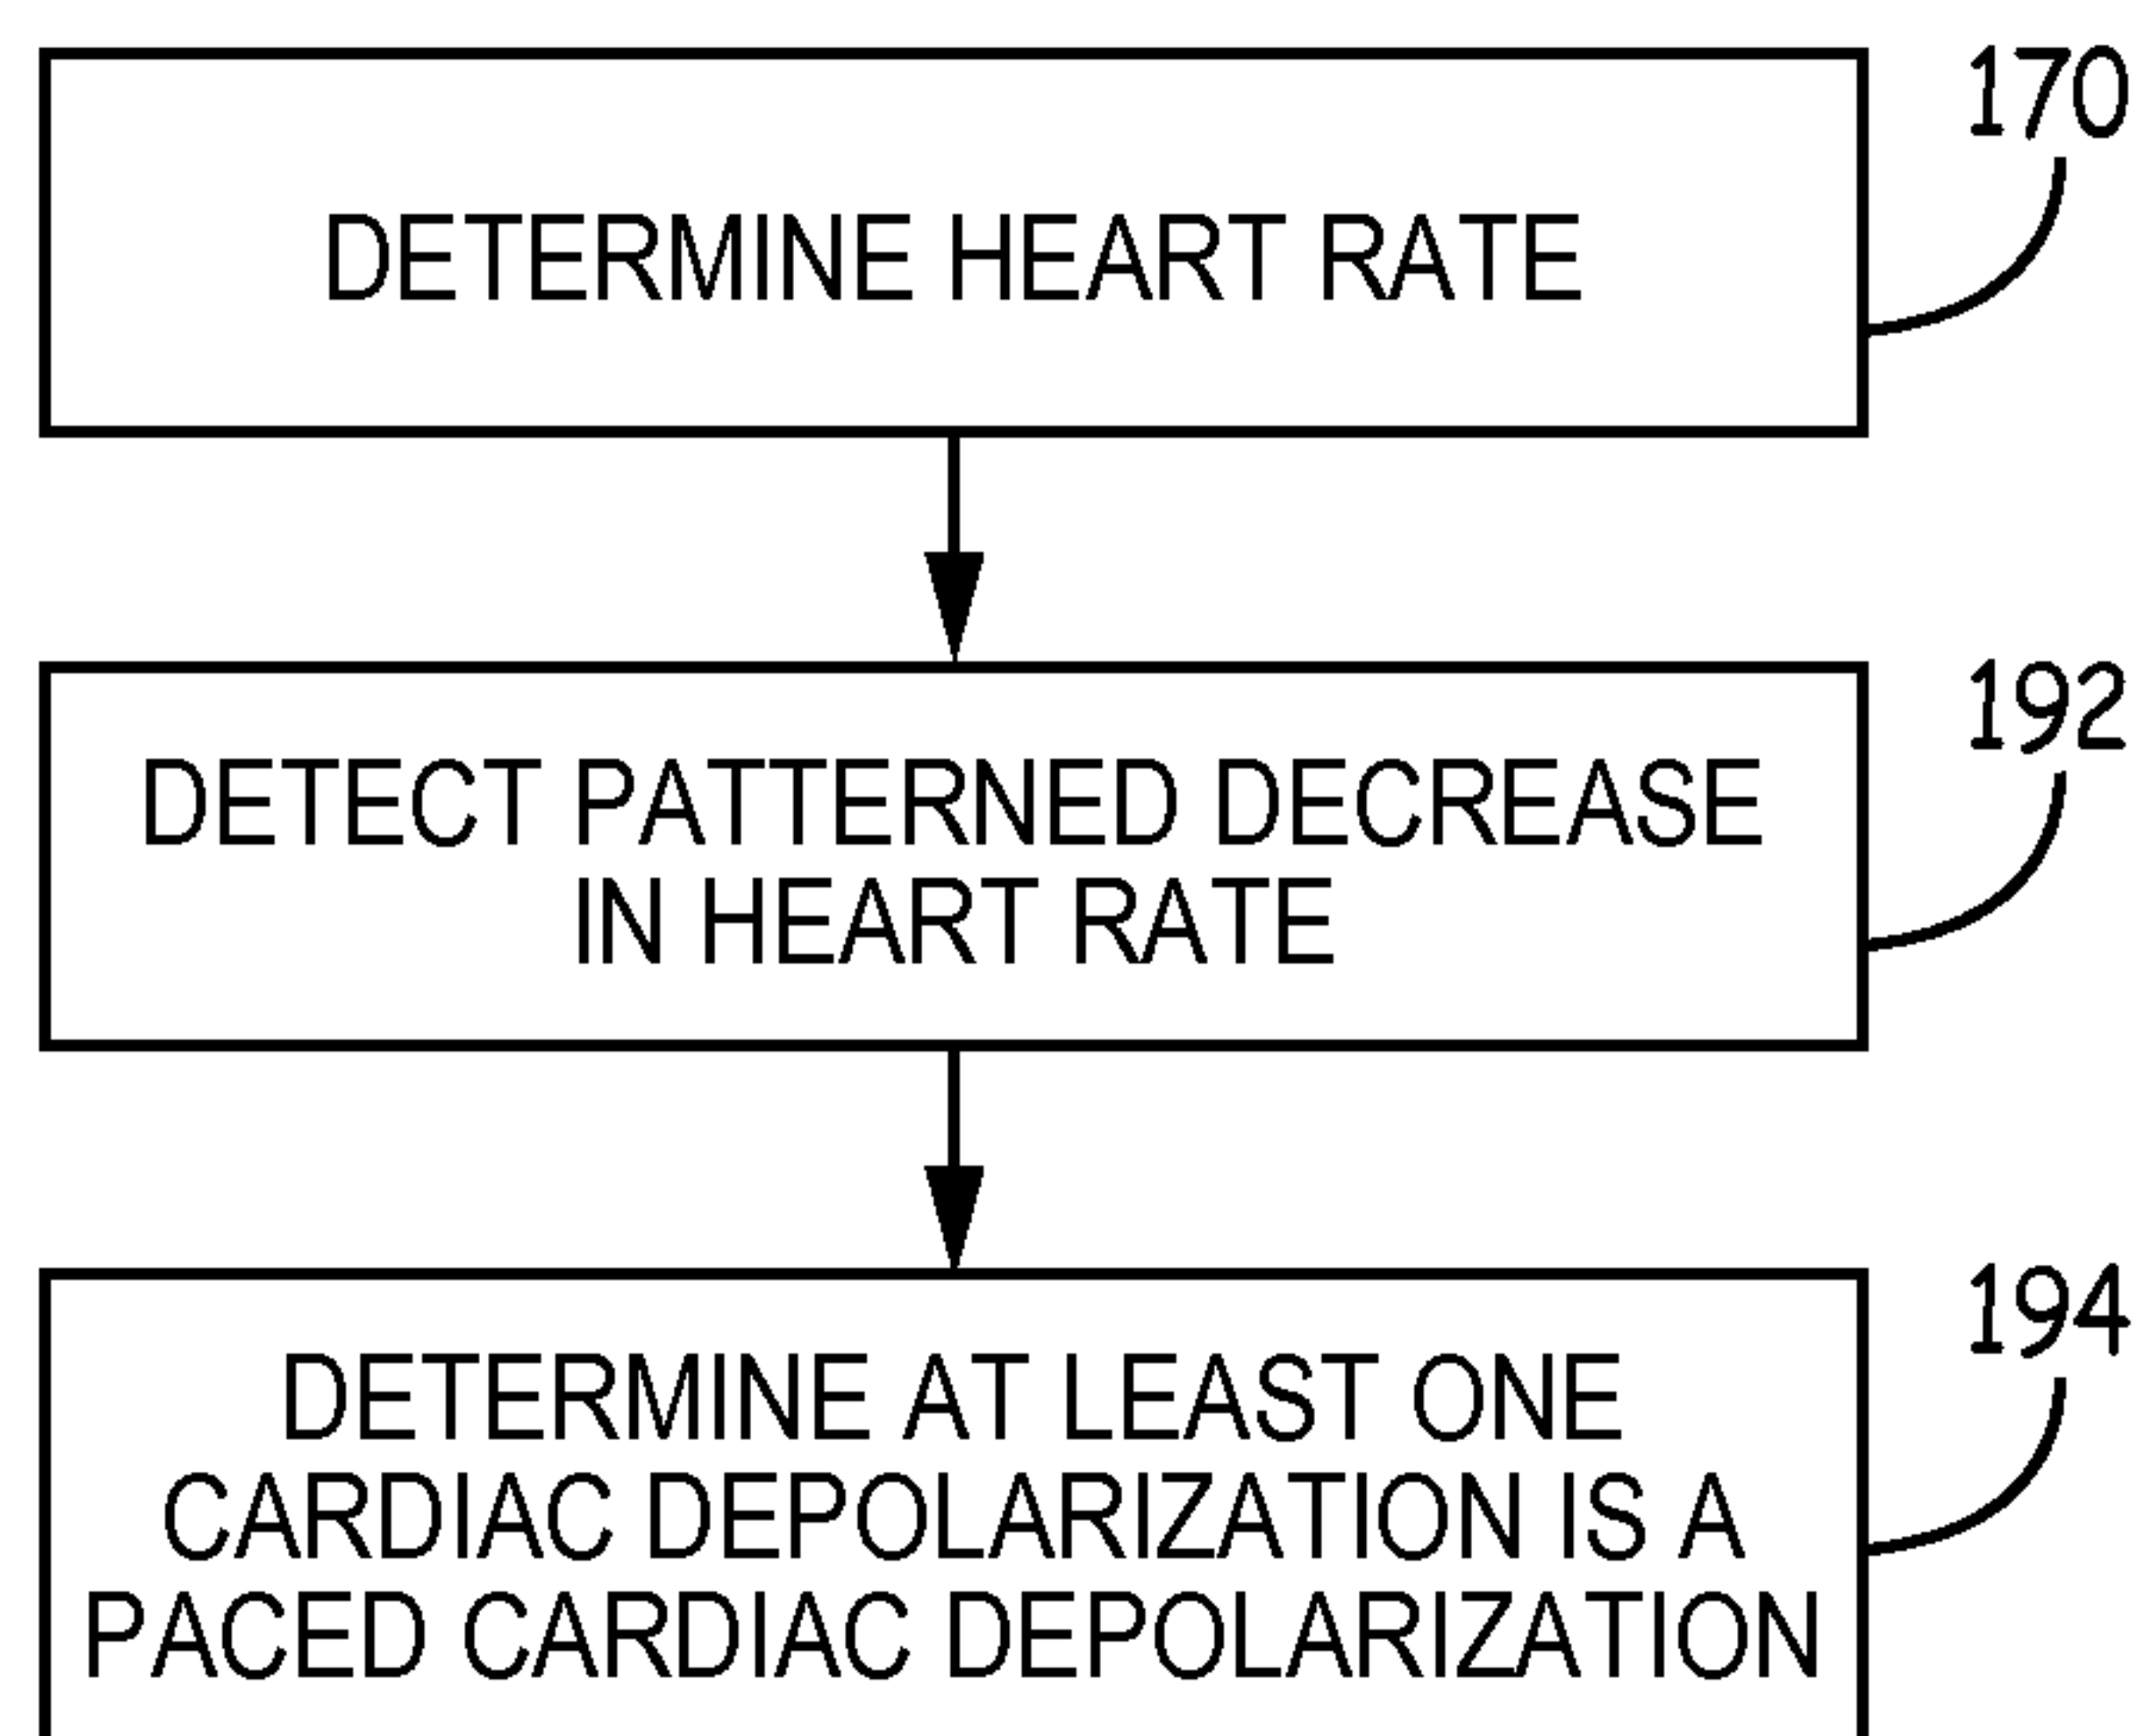 170
DETERMINE HEART RATE
192
DETECT PATTERNED DECREASE
IN HEART RATE
194
DETERMINE AT LEAST ONE
CARDIAC DEPOLARIZATION IS A
PACED CARDIAC DEPOLARIZATION